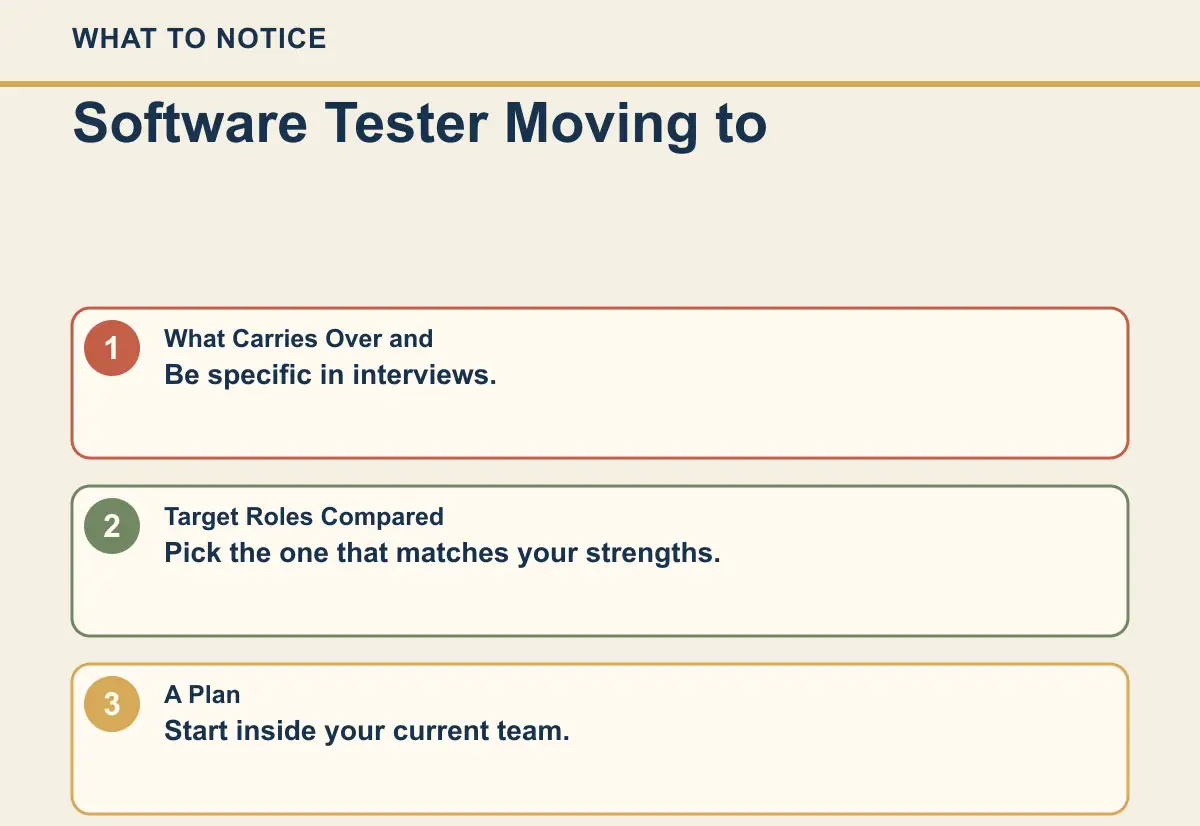 WHAT TO NOTICE
Software Tester Moving to
1
What Carries Over and
Be specific in interviews.
2
Target Roles Compared
Pick the one that matches your strengths.
3
A Plan
Start inside your current team.